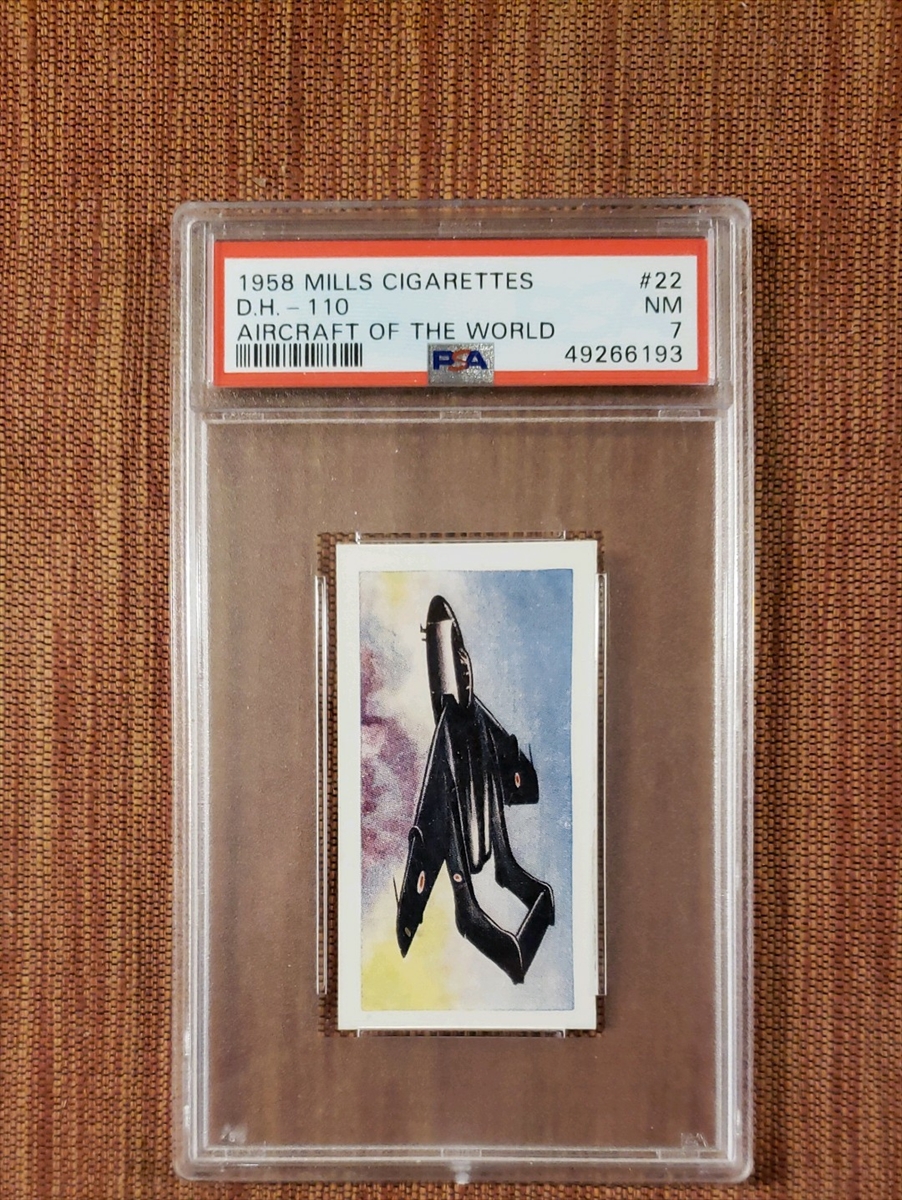 1958 MILLS CIGARETTES #22
D.H. – 110 NM
AIRCRAFT OF THE WORLD 7
PSA 49266193